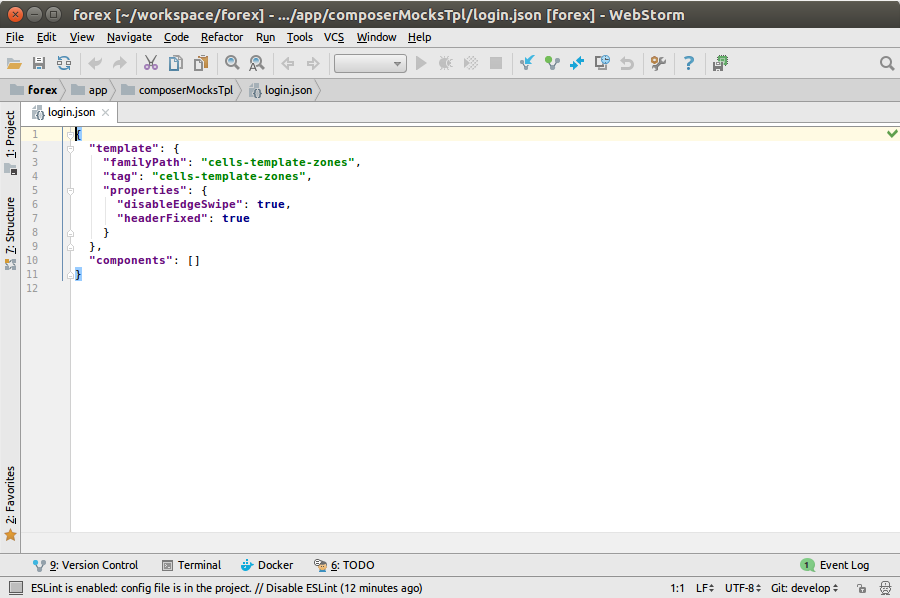 forex [~/workspace/forex] - .../app/composerMocksTpl/login.json [forex] - WebStorm
File Edit View Navigate Code Refactor Run Tools VCS Window Help
forex app composerMocksTpl login.json
login.json
1: Project
7: Structure
2: Favorites
1 {
2 "template": {
3 "familyPath": "cells-template-zones",
4 "tag": "cells-template-zones",
5 "properties": {
6 "disableEdgeSwipe": true,
7 "headerFixed": true
8 }
9 },
10 "components": []
11 }
12
9: Version Control Terminal Docker 6: TODO 1 Event Log
ESLint is enabled: config file is in the project. // Disable ESLint (12 minutes ago) 1:1 LF UTF-8 Git: develop